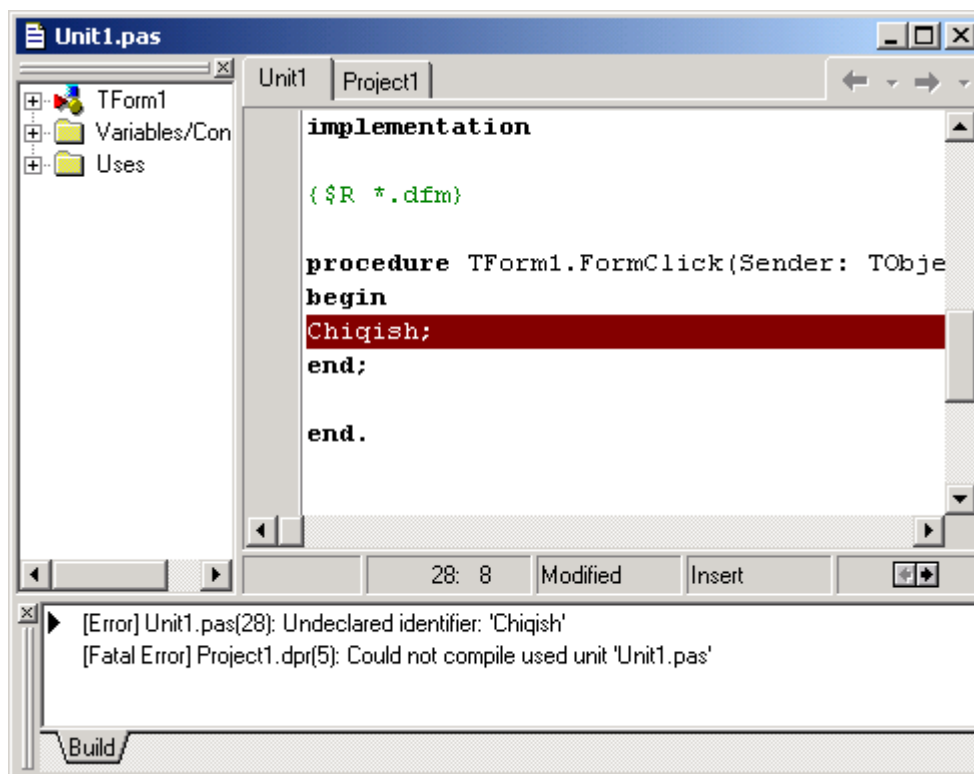 Unit1.pas
TForm1
Variables/Con
Uses
Unit1 Project1
implementation
{$R *.dfm}
procedure TForm1.FormClick(Sender: TObje
begin
Chiqish;
end;
end.
28: 8 Modified Insert
[Error] Unit1.pas(28): Undeclared identifier: 'Chiqish'
[Fatal Error] Project1.dpr(5): Could not compile used unit 'Unit1.pas'
Build